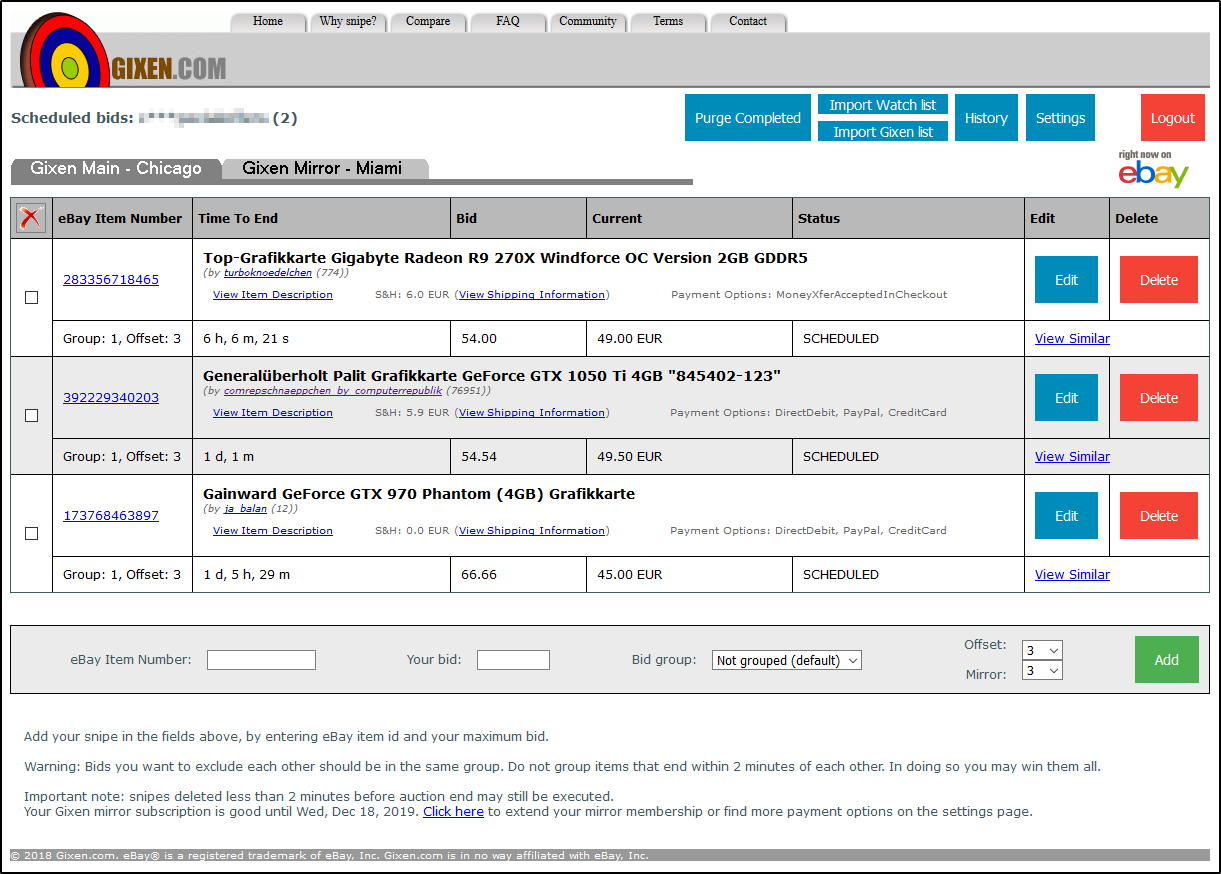 Home Why snipe? Compare FAQ Community Terms Contact
GIXEN.COM
Scheduled bids: (2)
Purge Completed Import Watch list Import Gixen list History Settings Logout
Gixen Main - Chicago Gixen Mirror - Miami
right now on
ebay
eBay Item Number Time To End Bid Current Status Edit Delete
Top-Grafikkarte Gigabyte Radeon R9 270X Windforce OC Version 2GB GDDR5
(by turboknoedelchen (774))
283356718465 Edit Delete
View Item Description S&H: 6.0 EUR (View Shipping Information) Payment Options: MoneyXferAcceptedInCheckout
Group: 1, Offset: 3 6 h, 6 m, 21 s 54.00 49.00 EUR SCHEDULED View Similar
Generalüberholt Palit Grafikkarte GeForce GTX 1050 Ti 4GB "845402-123"
(by comrepschnaeppchen_by_computerrepublik (76951))
392229340203 Edit Delete
View Item Description S&H: 5.9 EUR (View Shipping Information) Payment Options: DirectDebit, PayPal, CreditCard
Group: 1, Offset: 3 1 d, 1 m 54.54 49.50 EUR SCHEDULED View Similar
Gainward GeForce GTX 970 Phantom (4GB) Grafikkarte
(by ja_balan (12))
173768463897 Edit Delete
View Item Description S&H: 0.0 EUR (View Shipping Information) Payment Options: DirectDebit, PayPal, CreditCard
Group: 1, Offset: 3 1 d, 5 h, 29 m 66.66 45.00 EUR SCHEDULED View Similar
eBay Item Number: Your bid: Bid group: Not grouped (default) Offset: 3 Add
Mirror: 3
Add your snipe in the fields above, by entering eBay item id and your maximum bid.
Warning: Bids you want to exclude each other should be in the same group. Do not group items that end within 2 minutes of each other. In doing so you may win them all.
Important note: snipes deleted less than 2 minutes before auction end may still be executed.
Your Gixen mirror subscription is good until Wed, Dec 18, 2019. Click here to extend your mirror membership or find more payment options on the settings page.
© 2018 Gixen.com. eBay® is a registered trademark of eBay, Inc. Gixen.com is in no way affiliated with eBay, Inc.